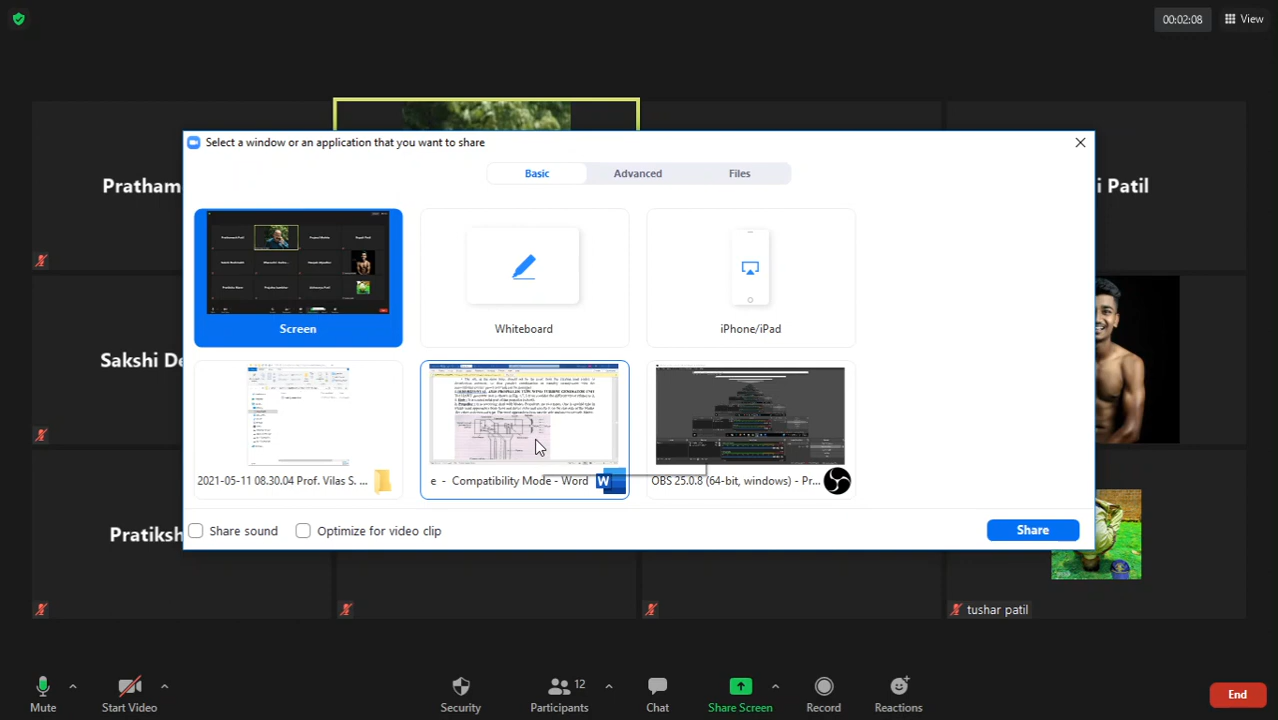 00:02:08 View
Select a window or an application that you want to share
Basic Advanced Files
Pratham
i Patil
Screen
Whiteboard
iPhone/iPad
Sakshi De
2021-05-11 08.30.04 Prof. Vilas S. ...
e - Compatibility Mode - Word
W
OBS 25.0.8 (64-bit, windows) - Pr...
Pratiksh
Share sound Optimize for video clip Share
tushar patil
12
Mute Start Video Security Participants Chat Share Screen Record Reactions End